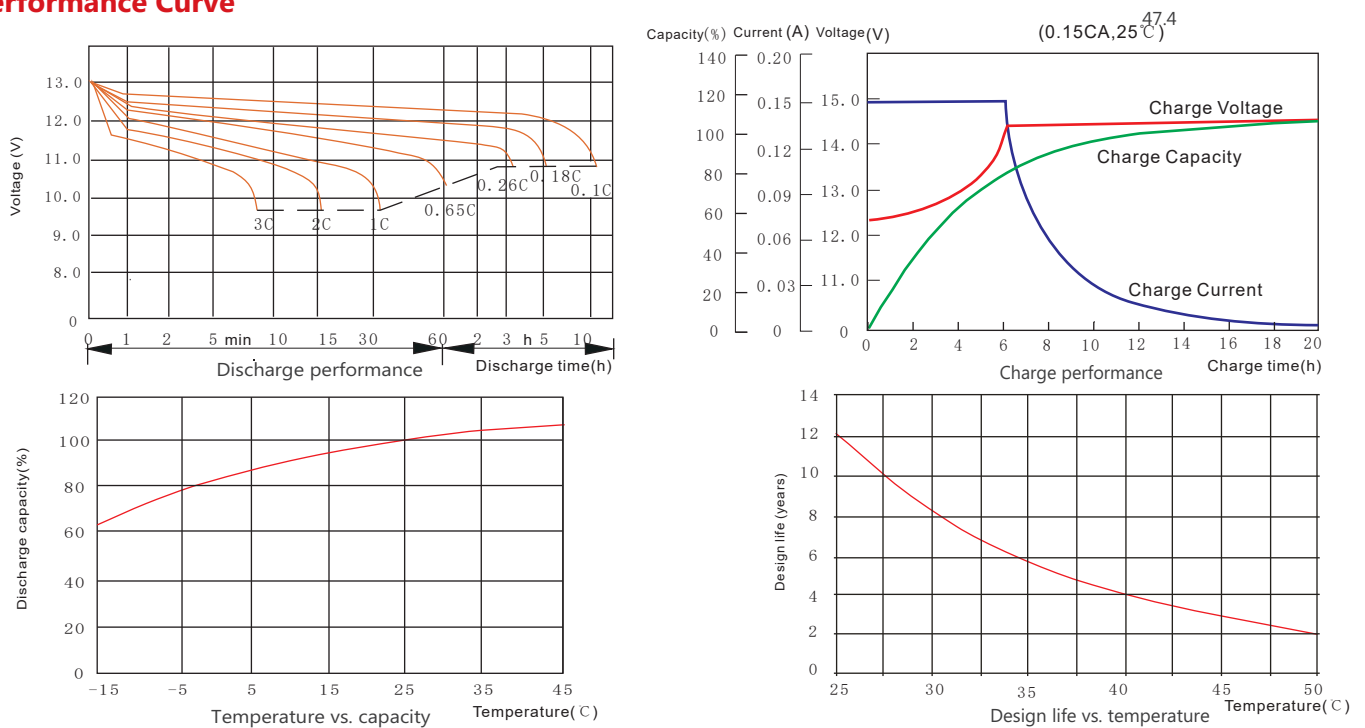 erformance Curve
47.4
Capacity(%) Current (A) Voltage(V) (0.15CA,25℃)
Voltage (V)
13.0
12.0
11.0
10.0
9.0
8.0
0
3C 2C 1C 0.65C 0.26C 0.18C 0.1C
0 1 2 5 min 10 15 30 60 2 3 h 5 10
Discharge performance Discharge time(h)
140 120 100 80 60 40 20 0
0.20 0.15 0.12 0.09 0.06 0.03 0
15.0 14.0 13.0 12.0 11.0 0
Charge Voltage
Charge Capacity
Charge Current
0 2 4 6 8 10 12 14 16 18 20
Charge performance Charge time(h)
Discharge capacity(%)
120
100
80
60
40
20
0
-15 -5 5 15 25 35 45
Temperature vs. capacity Temperature(℃)
Design life (years)
14
12
10
8
6
4
2
0
25 30 35 40 45 50
Design life vs. temperature Temperature(℃)